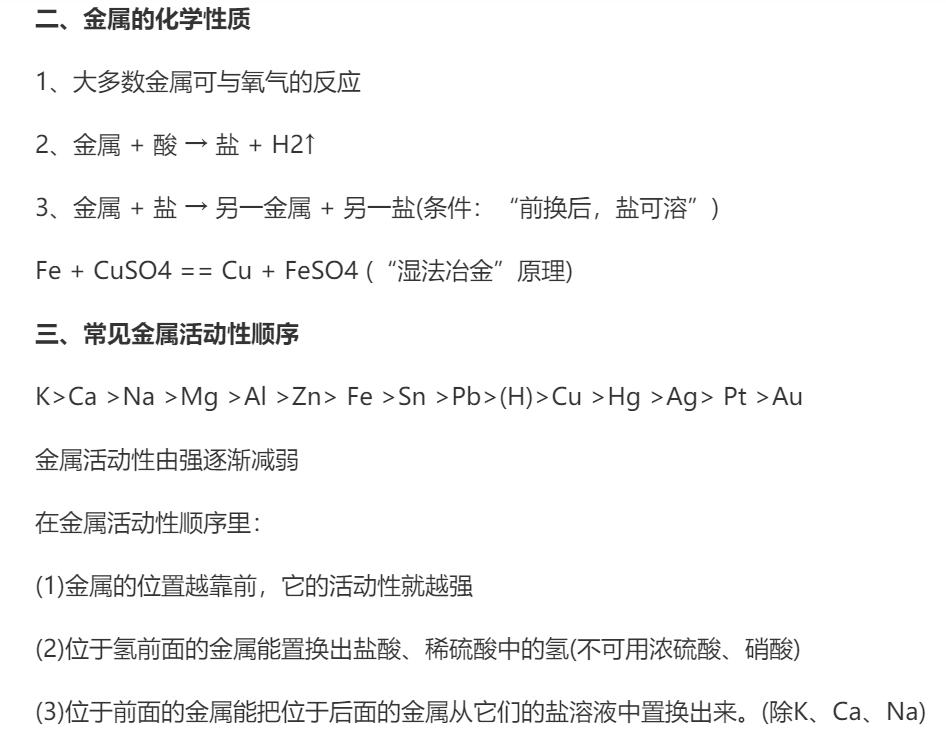 二、金属的化学性质
1、大多数金属可与氧气的反应
2、金属 + 酸 → 盐 + H2↑
3、金属 + 盐 → 另一金属 + 另一盐(条件：“前换后，盐可溶”)
Fe + CuSO4 == Cu + FeSO4 (“湿法冶金”原理)
三、常见金属活动性顺序
K>Ca >Na >Mg >Al >Zn> Fe >Sn >Pb>(H)>Cu >Hg >Ag> Pt >Au
金属活动性由强逐渐减弱
在金属活动性顺序里：
(1)金属的位置越靠前，它的活动性就越强
(2)位于氢前面的金属能置换出盐酸、稀硫酸中的氢(不可用浓硫酸、硝酸)
(3)位于前面的金属能把位于后面的金属从它们的盐溶液中置换出来。(除K、Ca、Na)